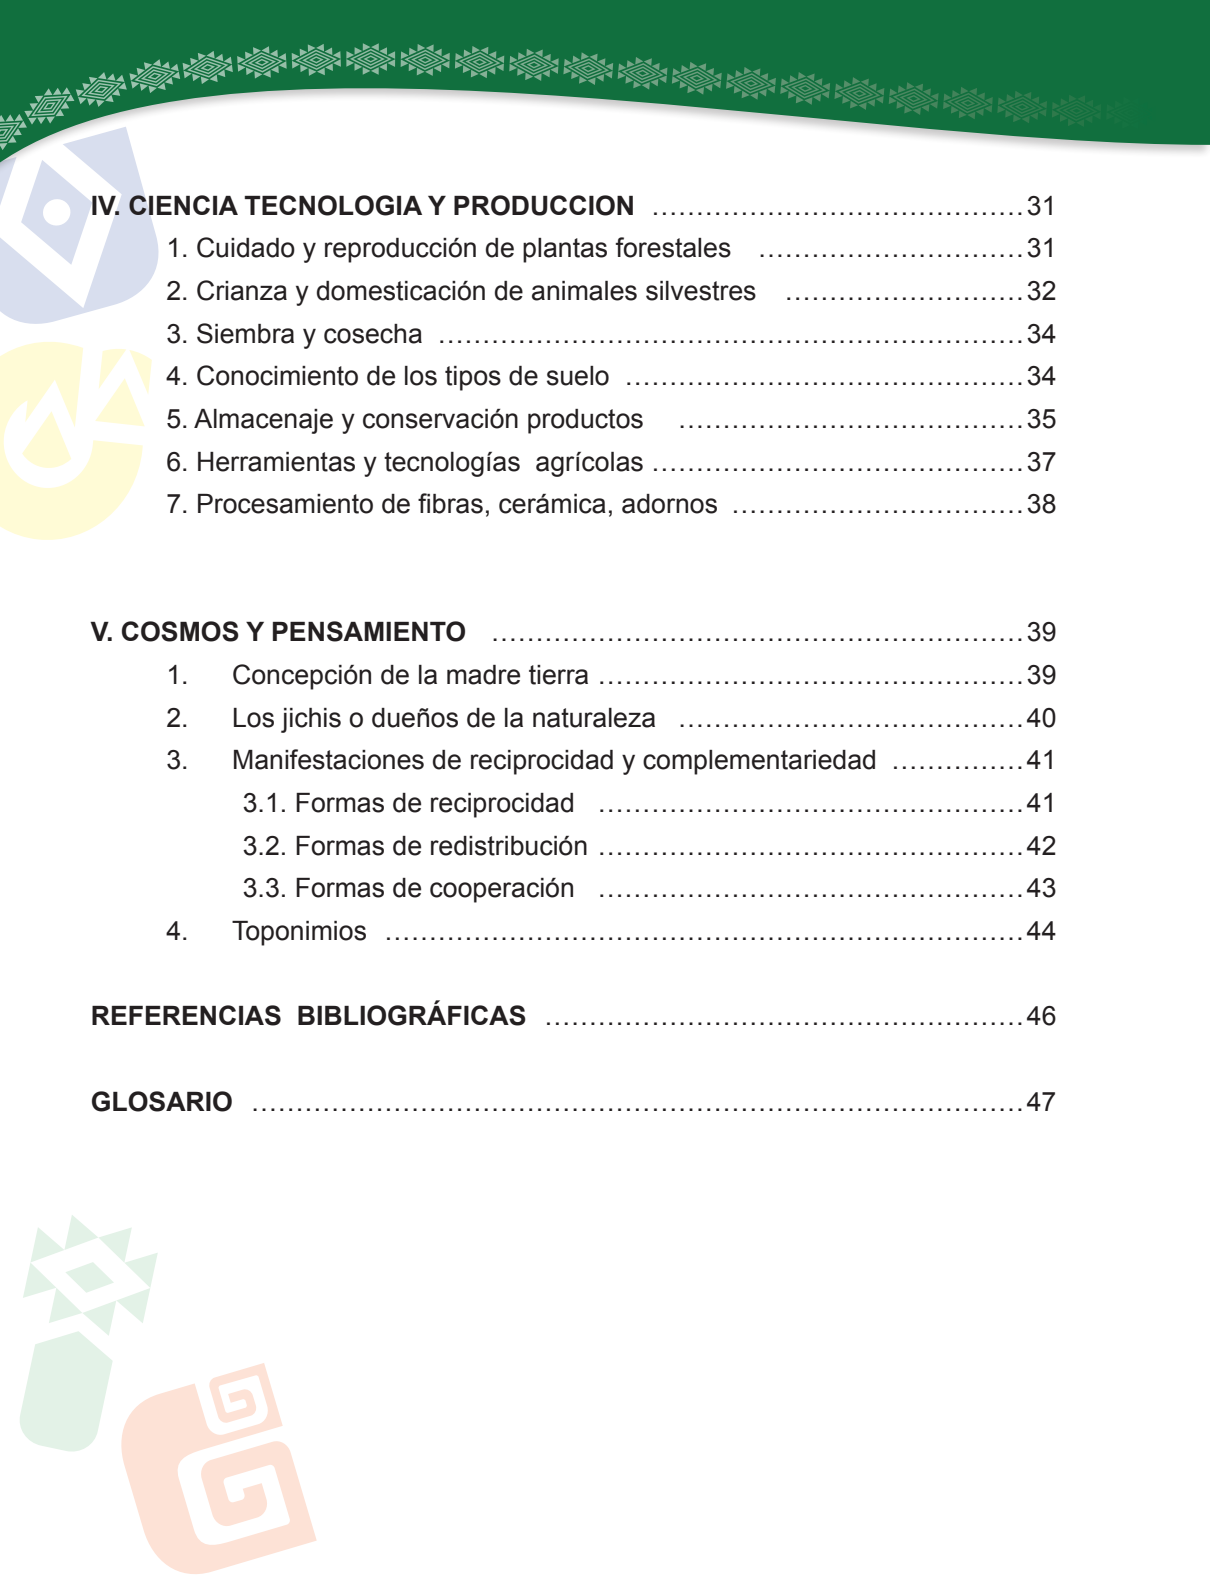 IV. CIENCIA TECNOLOGIA Y PRODUCCION ..........................................31
1. Cuidado y reproducción de plantas forestales ..............................31
2. Crianza y domesticación de animales silvestres ...........................32
3. Siembra y cosecha ..................................................................34
4. Conocimiento de los tipos de suelo .............................................34
5. Almacenaje y conservación productos .......................................35
6. Herramientas y tecnologías  agrícolas ..........................................37
7. Procesamiento de fibras, cerámica, adornos .................................38
V. COSMOS Y PENSAMIENTO ............................................................39
1. Concepción de la madre tierra ................................................39
2. Los jichis o dueños de la naturaleza .......................................40
3. Manifestaciones de reciprocidad y complementariedad ...............41
3.1. Formas de reciprocidad ................................................41
3.2. Formas de redistribución ................................................42
3.3. Formas de cooperación ................................................43
4. Toponimios ........................................................................44
REFERENCIAS  BIBLIOGRÁFICAS ......................................................46
GLOSARIO .......................................................................................47